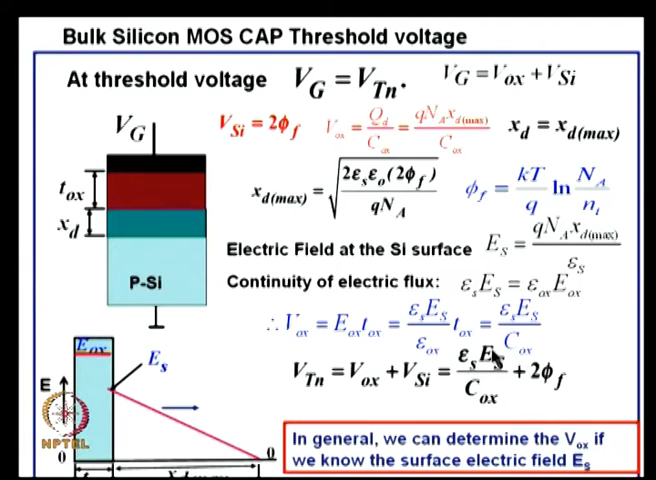 Bulk Silicon MOS CAP Threshold voltage
At threshold voltage V_G = V_Tn. V_G = V_ox + V_Si
V_G
V_Si = 2ϕ_f V_ox = Q_d / C_ox = qN_A x_d(max) / C_ox x_d = x_d(max)
t_ox
x_d
x_d(max) = √(2ε_s ε_o (2ϕ_f) / qN_A) ϕ_f = kT / q ln N_A / n_i
Electric Field at the Si surface E_s = qN_A x_d(max) / ε_S
P-Si
Continuity of electric flux: ε_s E_S = ε_ox E_ox
∴ V_ox = E_ox t_ox = ε_s E_S / ε_ox t_ox = ε_s E_S / C_ox
E_ox
E_s
V_Tn = V_ox + V_Si = ε_s E_s / C_ox + 2ϕ_f
E
NPTEL
0
0
In general, we can determine the V_ox if
we know the surface electric field E_s